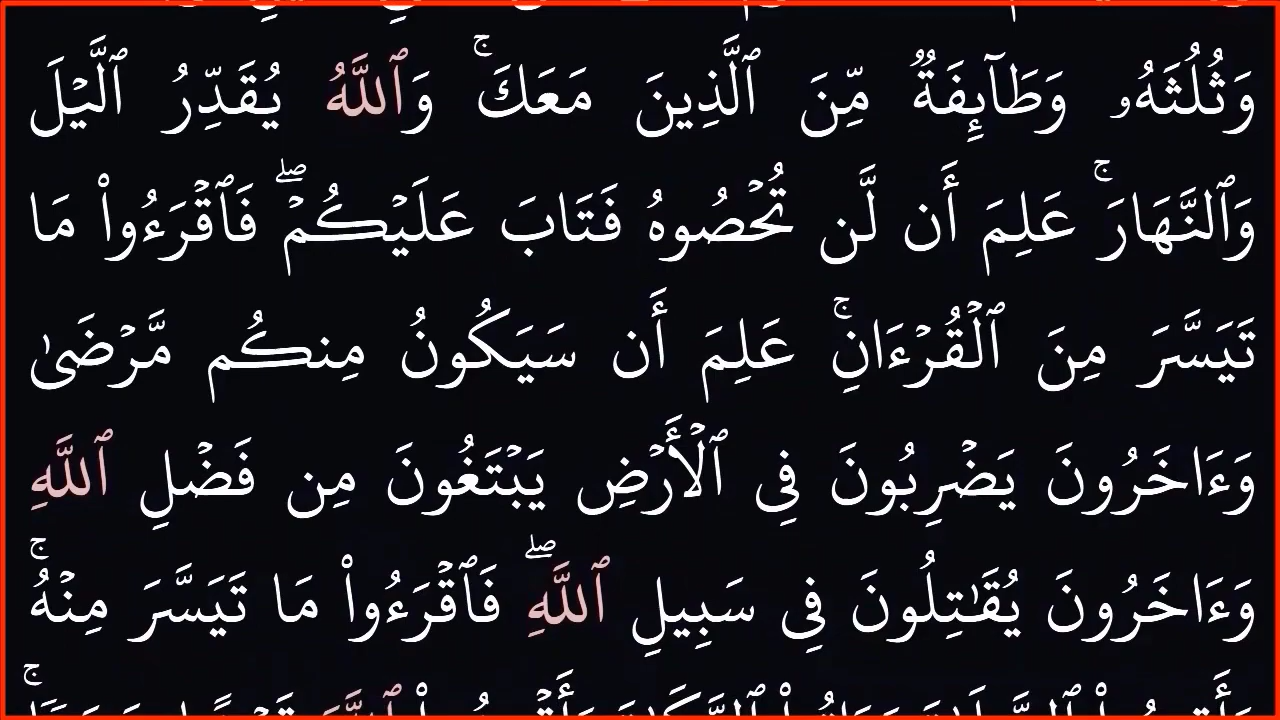 وَثُلُثَهُۥ وَطَآئِفَةٌ مِّنَ ٱلَّذِينَ مَعَكَ ۚ وَٱللَّهُ يُقَدِّرُ ٱلَّيْلَ
وَٱلنَّهَارَ ۚ عَلِمَ أَن لَّن تُحْصُوهُ فَتَابَ عَلَيْكُمْ ۖ فَٱقْرَءُوا۟ مَا
تَيَسَّرَ مِنَ ٱلْقُرْءَانِ ۚ عَلِمَ أَن سَيَكُونُ مِنكُم مَّرْضَىٰ
وَءَاخَرُونَ يَضْرِبُونَ فِى ٱلْأَرْضِ يَبْتَغُونَ مِن فَضْلِ ٱللَّهِ
وَءَاخَرُونَ يُقَٰتِلُونَ فِى سَبِيلِ ٱللَّهِ ۖ فَٱقْرَءُوا۟ مَا تَيَسَّرَ مِنْهُ ۚ